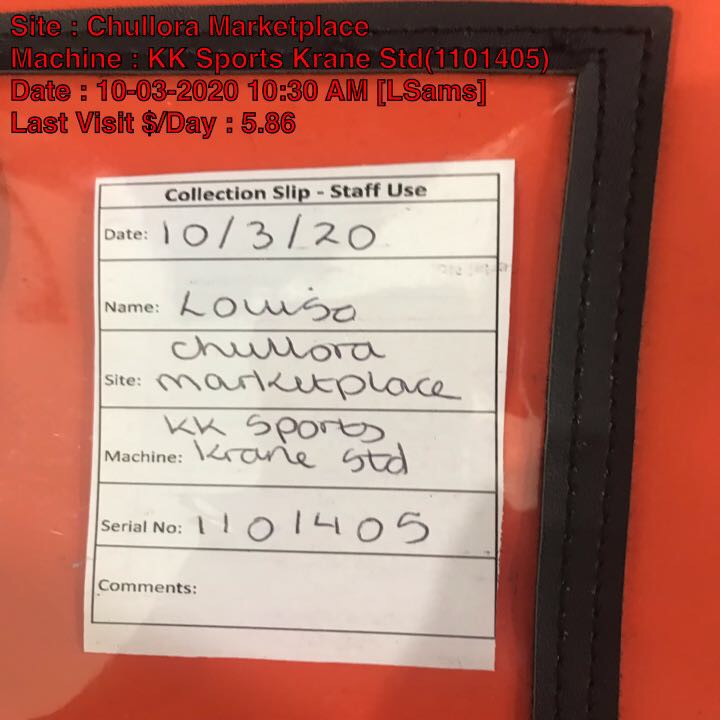 Site : Chullora Marketplace
Machine : KK Sports Krane Std(1101405)
Date : 10-03-2020 10:30 AM [LSams]
Last Visit $/Day : 5.86
Collection Slip - Staff Use
Date: 10/3/20
Name: Louisa
chullora
Site: marketplace
KK Sports
Machine: Krane Std
Serial No: 1101405
Comments: